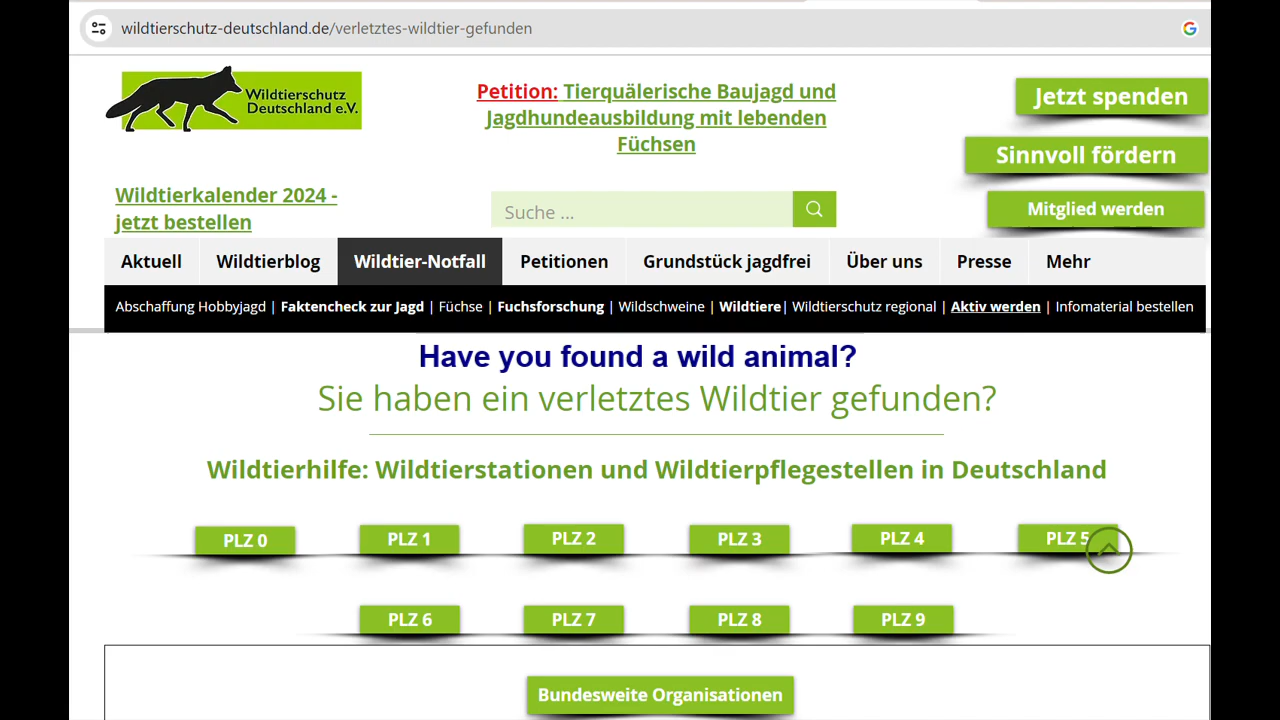 wildtierschutz-deutschland.de/verletztes-wildtier-gefunden
Wildtierschutz
Deutschland e.V.
Petition: Tierquälerische Baujagd und
Jagdhundeausbildung mit lebenden
Füchsen
Jetzt spenden
Sinnvoll fördern
Mitglied werden
Wildtierkalender 2024 -
jetzt bestellen
Suche ...
Aktuell Wildtierblog Wildtier-Notfall Petitionen Grundstück jagdfrei Über uns Presse Mehr
Abschaffung Hobbyjagd | Faktencheck zur Jagd | Füchse | Fuchsforschung | Wildschweine | Wildtiere| Wildtierschutz regional | Aktiv werden | Infomaterial bestellen
Have you found a wild animal?
Sie haben ein verletztes Wildtier gefunden?
Wildtierhilfe: Wildtierstationen und Wildtierpflegestellen in Deutschland
PLZ 0 PLZ 1 PLZ 2 PLZ 3 PLZ 4 PLZ 5
PLZ 6 PLZ 7 PLZ 8 PLZ 9
Bundesweite Organisationen